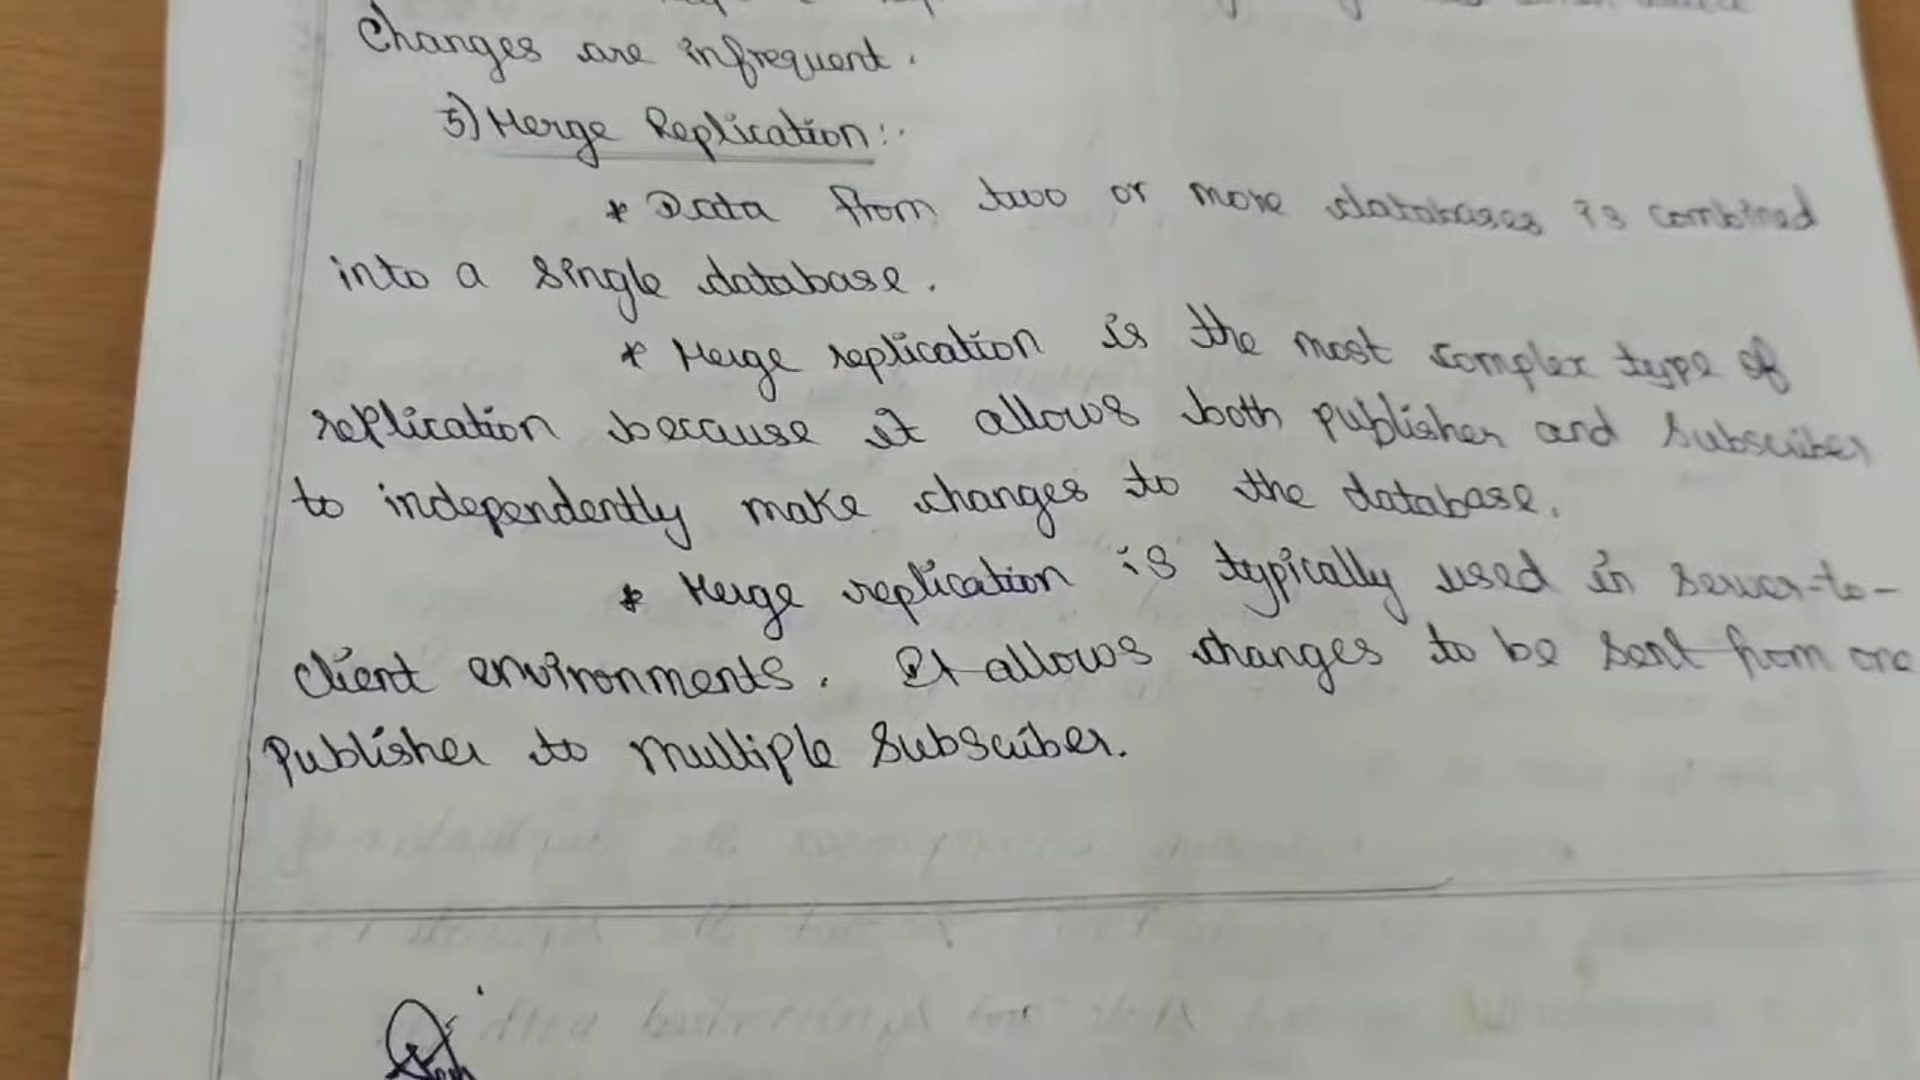 Changes are infrequent.
5) Merge Replication:-
* Data from two or more databases is combined
into a single database.
* Merge replication is the most complex type of
replication because it allows both publisher and subscriber
to independently make changes to the database.
* Merge replication is typically used in server-to-
client environments. It allows changes to be sent from one
publisher to multiple subscriber.